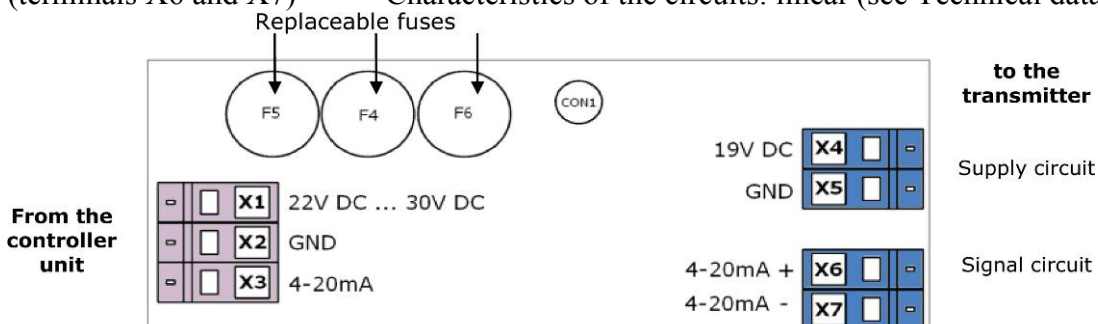 (terminals X6 and X7) Characteristics of the circuits: linear (see Technical data
Replaceable fuses
F5
F4
F6
CON1
to the
transmitter
19V DC X4
GND X5
Supply circuit
From the
controller
unit
X1 22V DC ... 30V DC
X2 GND
X3 4-20mA
4-20mA + X6
4-20mA - X7
Signal circuit